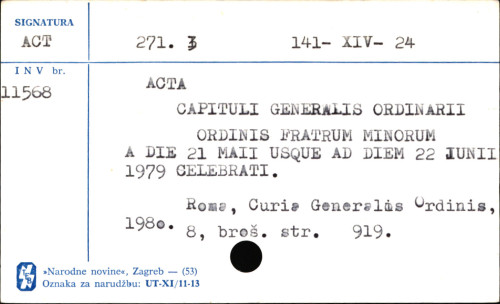 SIGNATURA
ACT 271. 3 141- XIV- 24
INV br.
11568
ACTA
CAPITULI GENERALIS ORDINARII
ORDINIS FRATRUM MINORUM
A DIE 21 MAII USQUE AD DIEM 22 JUNII
1979 CELEBRATI.
Roma, Curia Generalis Ordinis,
1980. 8, broš. str. 919.
»Narodne novine«, Zagreb — (53)
Oznaka za narudžbu: UT-XI/11-13